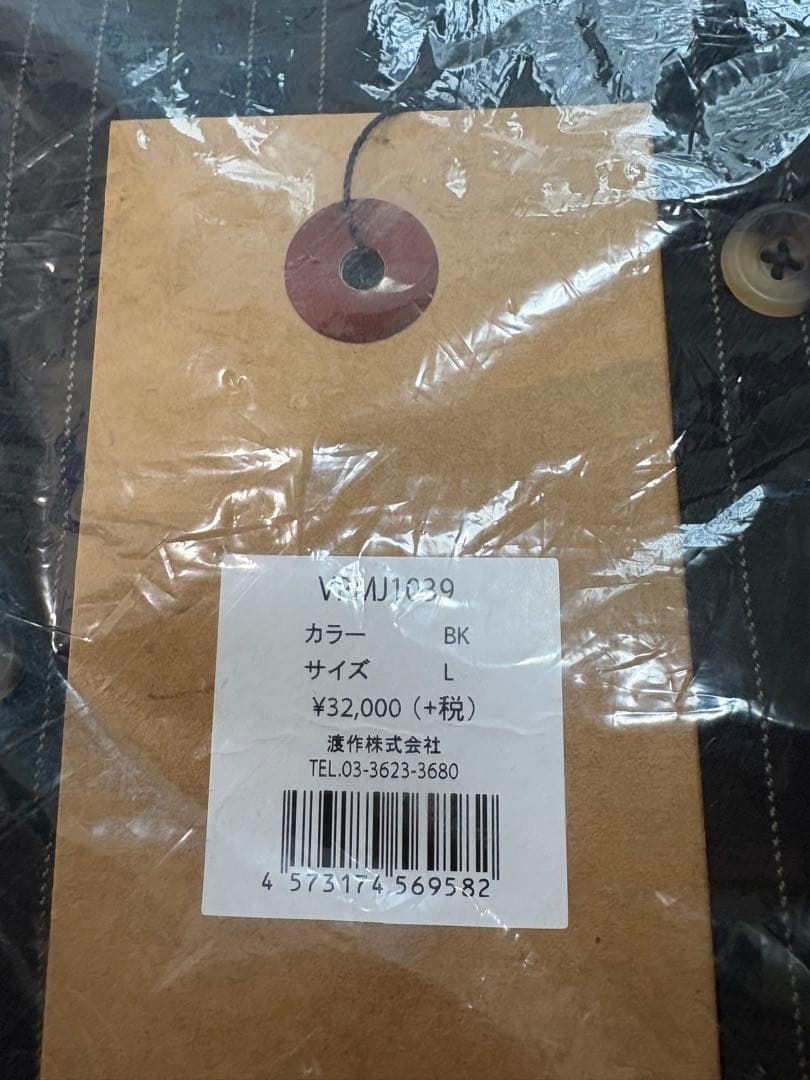 カラー BK
サイズ L
¥32,000（+税）
渡作株式会社
TEL.03-3623-3680
4 573174 569582